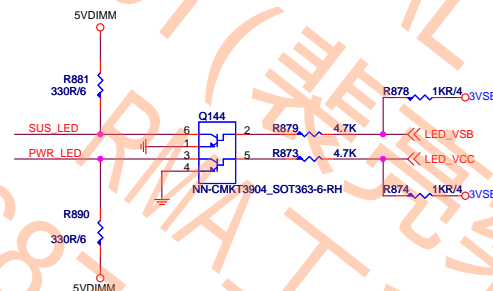 5VDIMM
R881
330R/6
SUS_LED
PWR_LED
R890
330R/6
5VDIMM
Q144
6
1
3
4
2
5
NN-CMKT3904_SOT363-6-RH
R879
4.7K
R873
4.7K
R878
1KR/4
3VSB
LED_VSB
LED_VCC
R874
1KR/4
3VSB
RMA